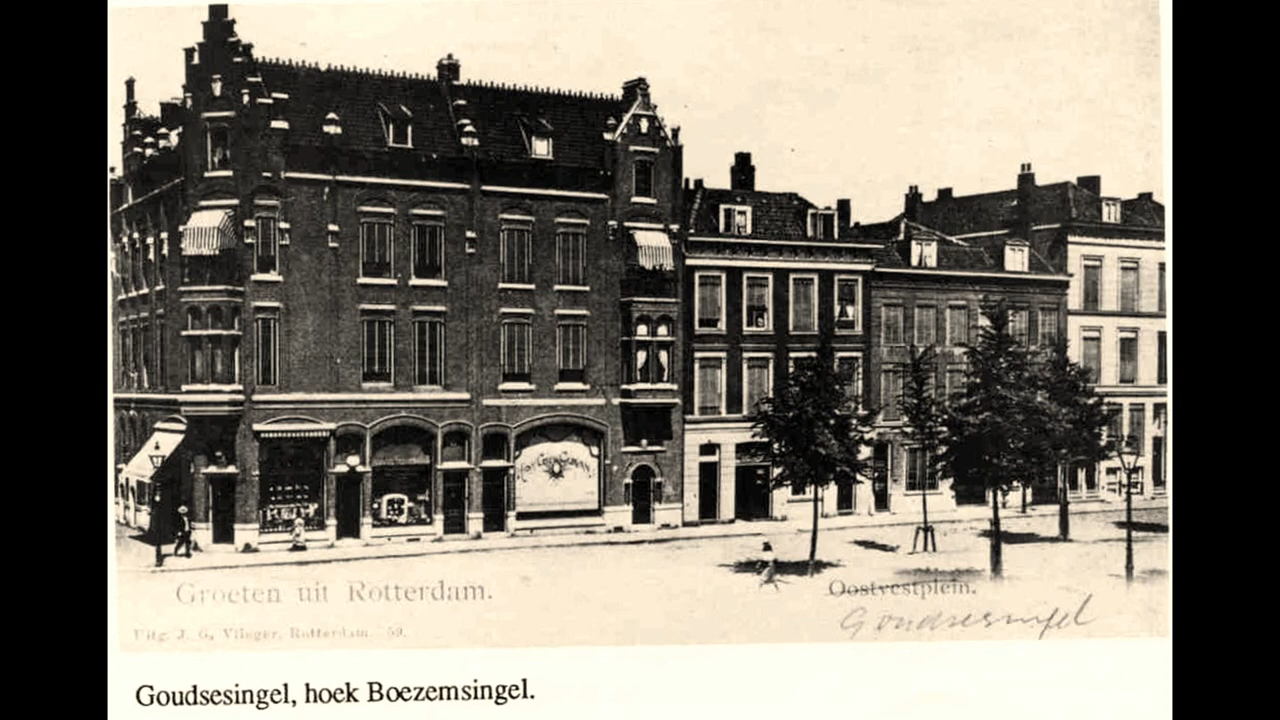 Groeten uit Rotterdam.
Oostvestplein.
Goudsesingel
Uitg. J. G. Vlieger, Rotterdam. 59.
Goudsesingel, hoek Boezemsingel.